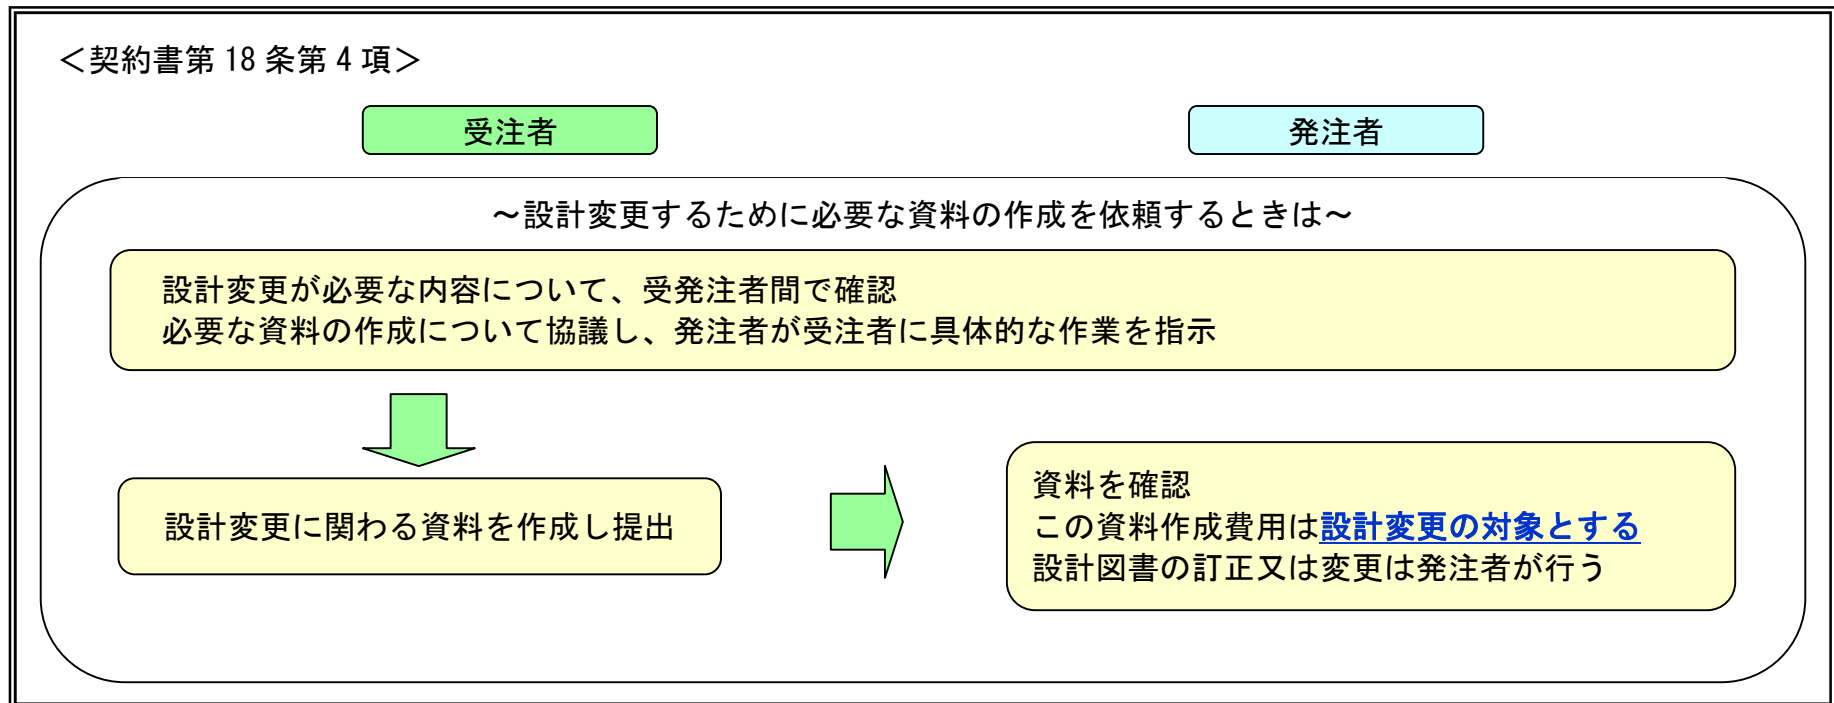 ＜契約書第 18 条第 4 項＞
受注者
発注者
～設計変更するために必要な資料の作成を依頼するときは～
設計変更が必要な内容について、受発注者間で確認
必要な資料の作成について協議し、発注者が受注者に具体的な作業を指示
設計変更に関わる資料を作成し提出
資料を確認
この資料作成費用は設計変更の対象とする
設計図書の訂正又は変更は発注者が行う